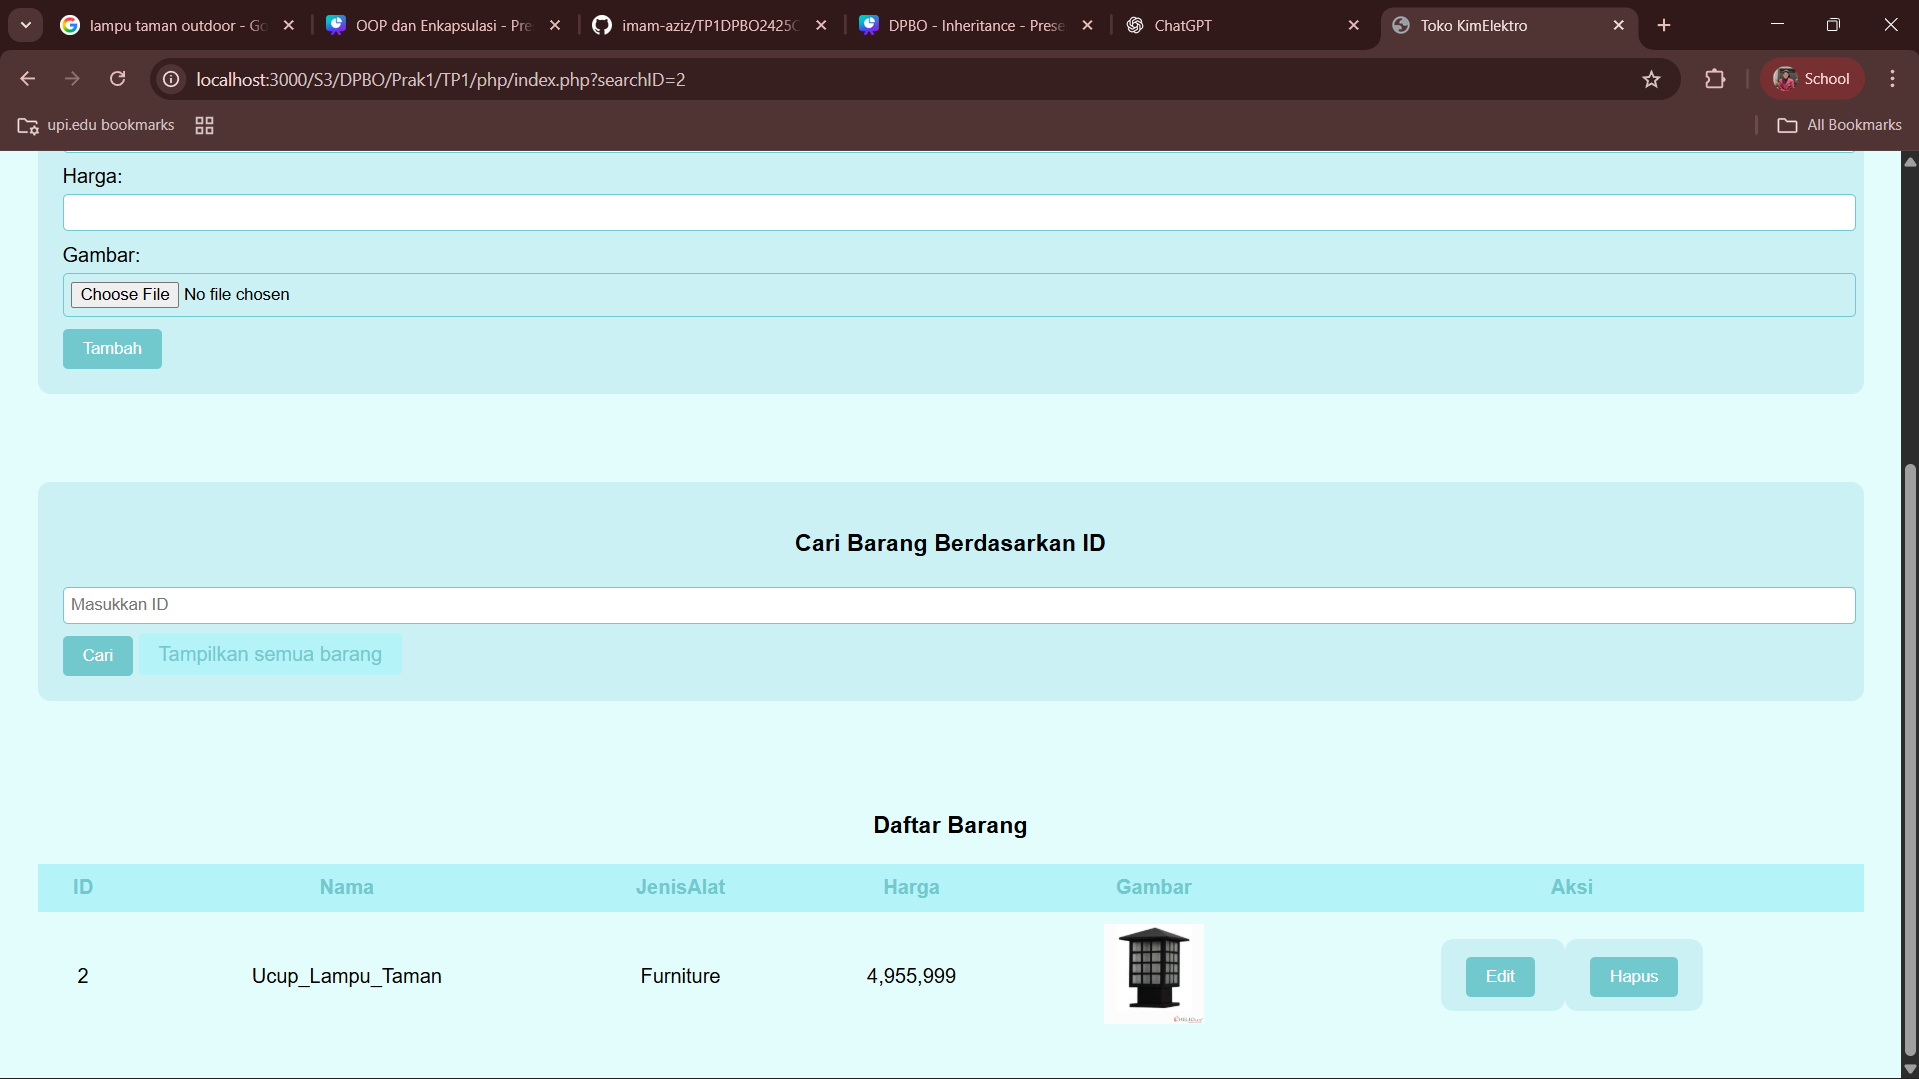 lampu taman outdoor - Go
OOP dan Enkapsulasi - Pre
imam-aziz/TP1DPBO2425C
DPBO - Inheritance - Prese
ChatGPT
Toko KimElektro
localhost:3000/S3/DPBO/Prak1/TP1/php/index.php?searchID=2
School
upi.edu bookmarks
All Bookmarks
Harga:
Gambar:
Choose File No file chosen
Tambah
Cari Barang Berdasarkan ID
Masukkan ID
Cari Tampilkan semua barang
Daftar Barang
ID Nama JenisAlat Harga Gambar Aksi
2 Ucup_Lampu_Taman Furniture 4,955,999 Edit Hapus